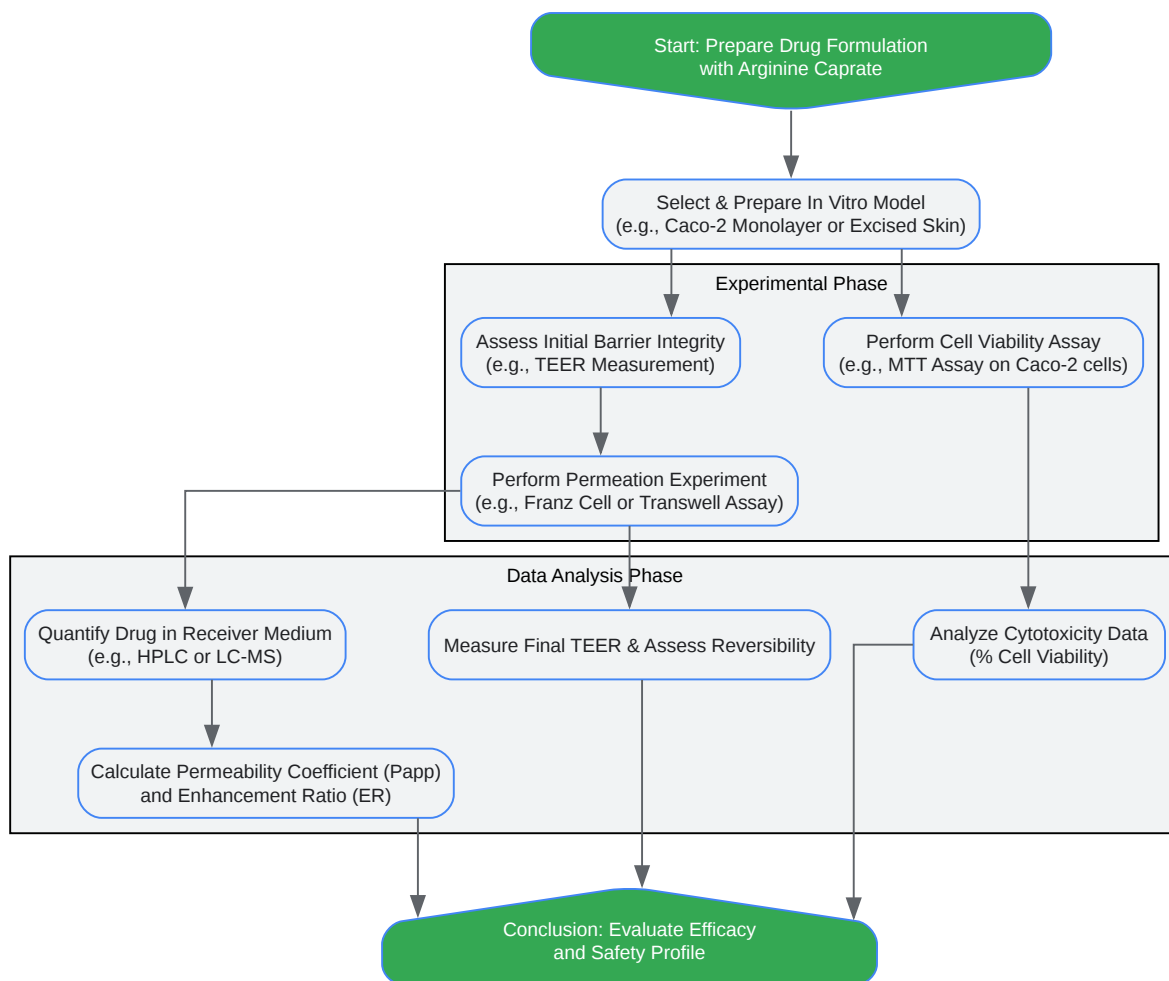 Start: Prepare Drug Formulation
with Arginine Caprate
Select & Prepare In Vitro Model
(e.g., Caco-2 Monolayer or Excised Skin)
Experimental Phase
Assess Initial Barrier Integrity
(e.g., TEER Measurement)
Perform Cell Viability Assay
(e.g., MTT Assay on Caco-2 cells)
Perform Permeation Experiment
(e.g., Franz Cell or Transwell Assay)
Data Analysis Phase
Quantify Drug in Receiver Medium
(e.g., HPLC or LC-MS)
Measure Final TEER & Assess Reversibility
Analyze Cytotoxicity Data
(% Cell Viability)
Calculate Permeability Coefficient (Papp)
and Enhancement Ratio (ER)
Conclusion: Evaluate Efficacy
and Safety Profile